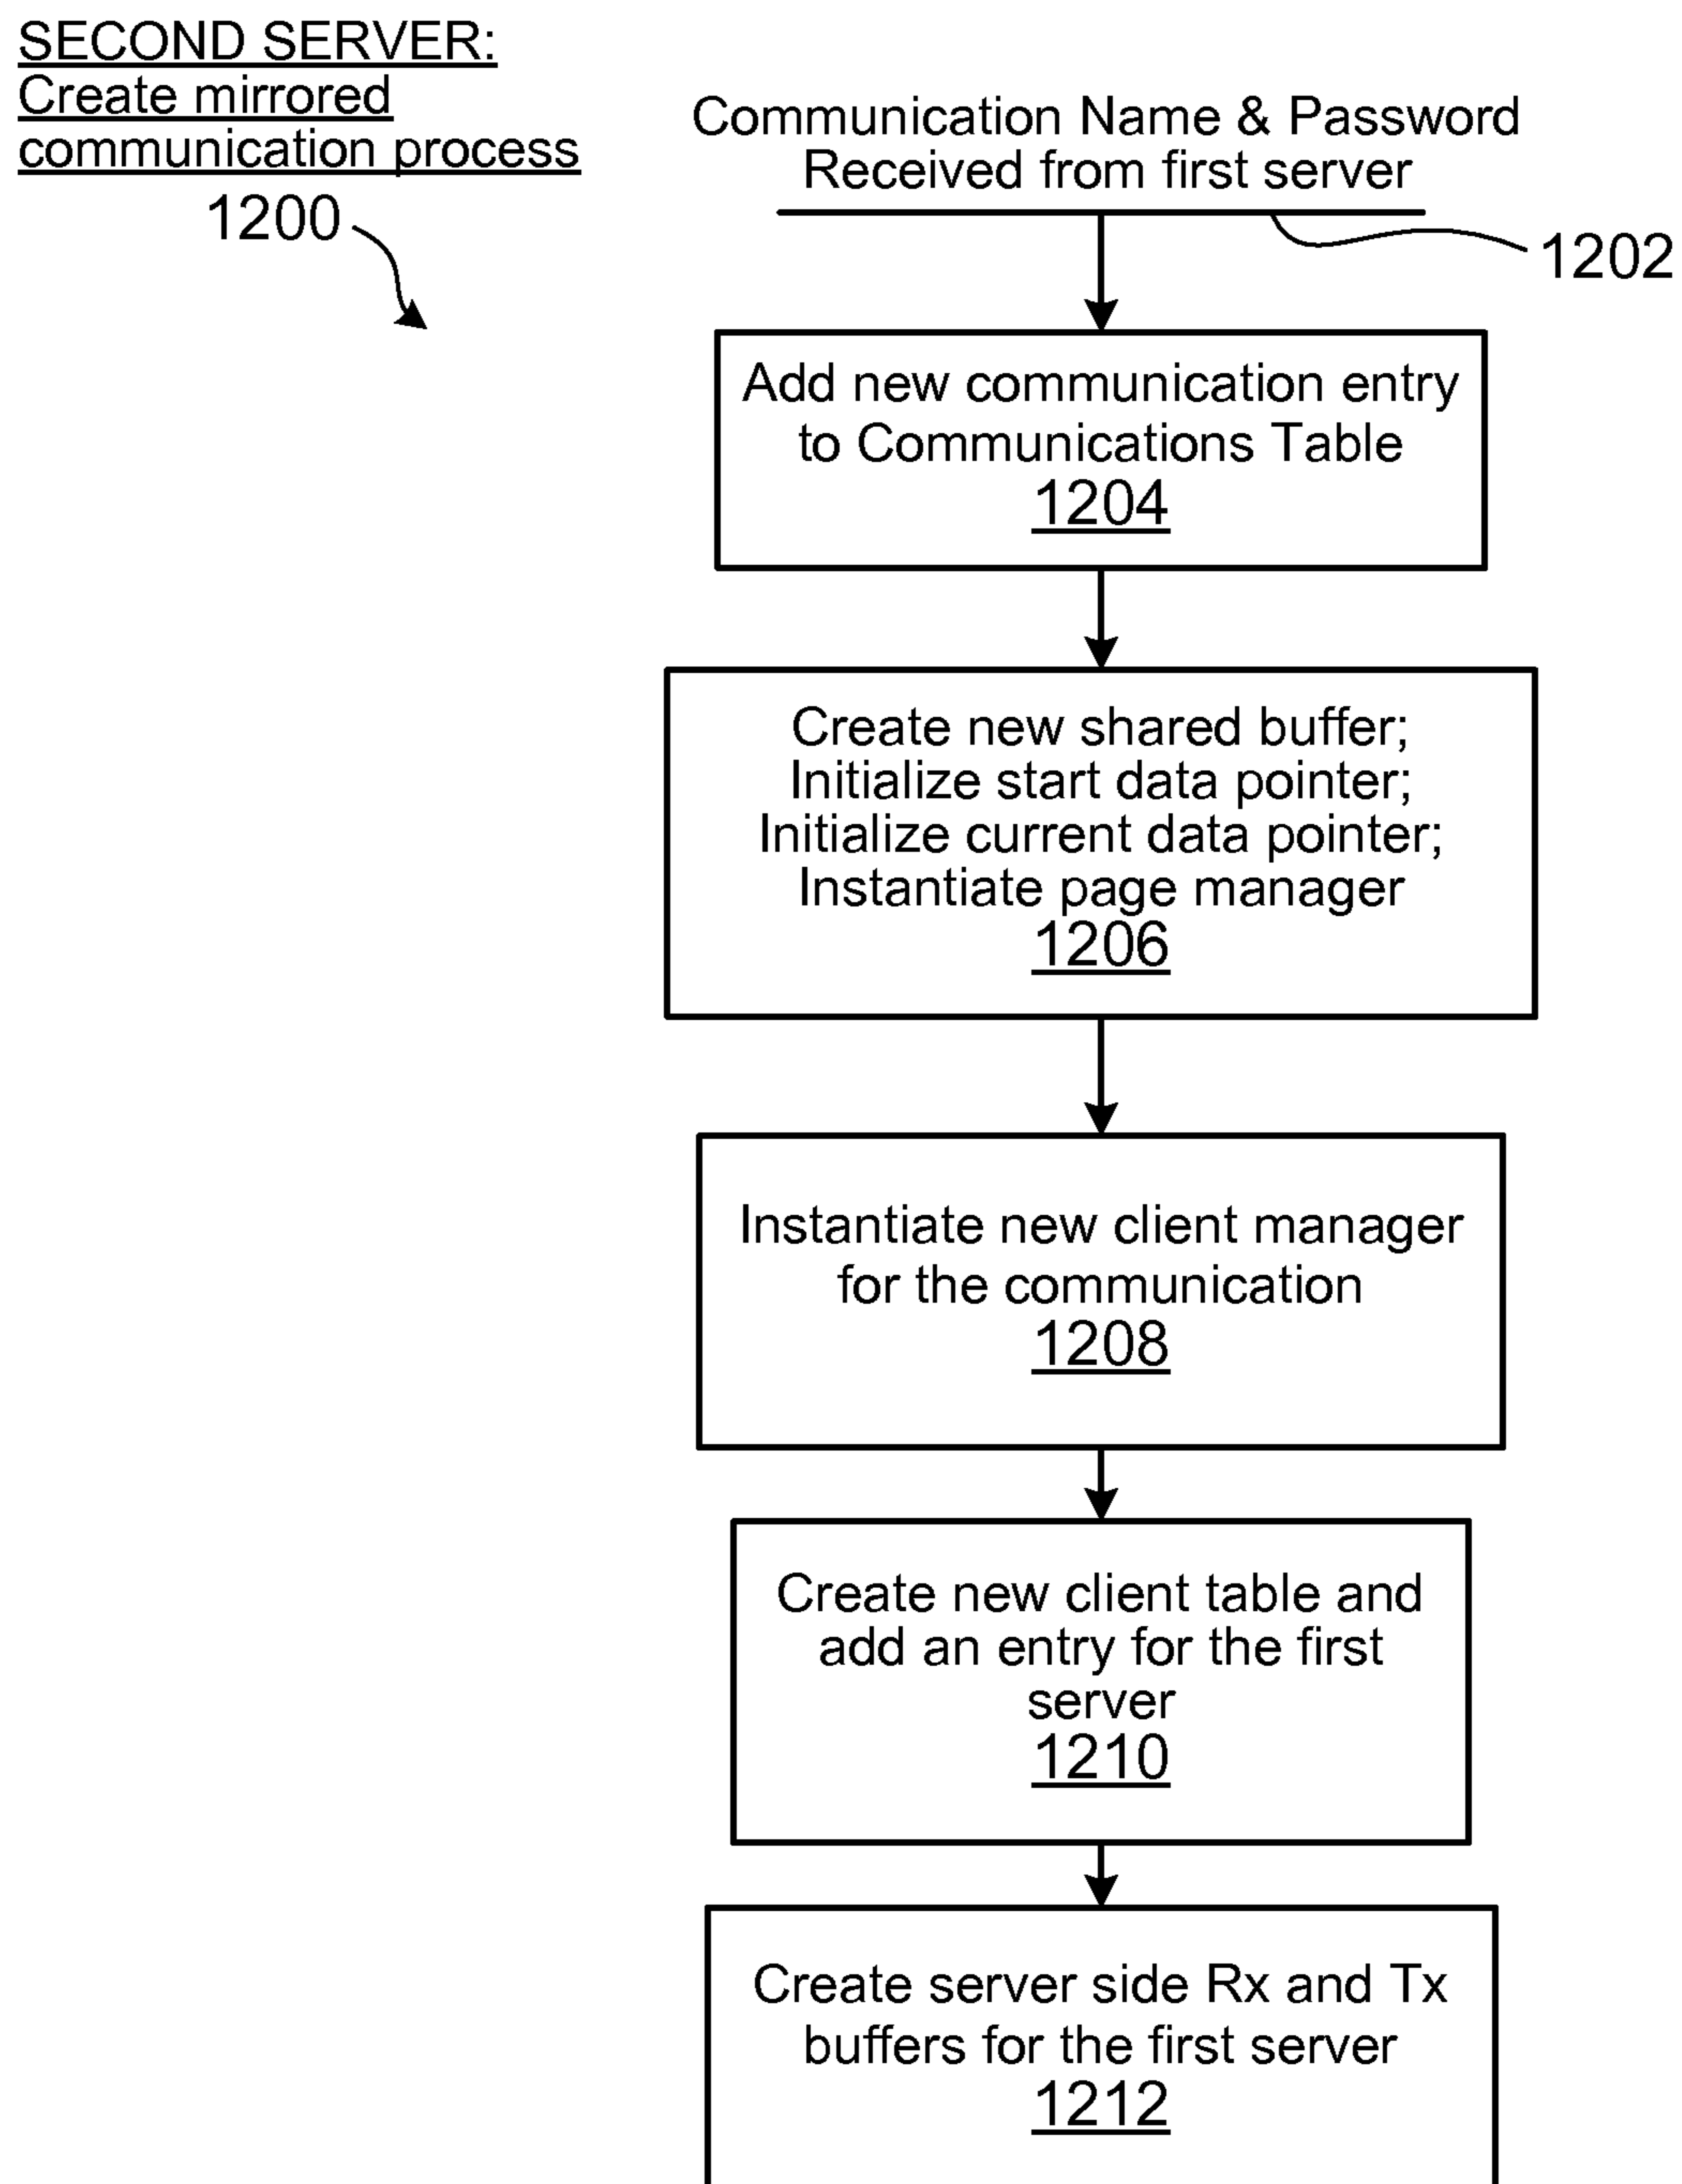 SECOND SERVER:
Create mirrored
communication process
1200
Communication Name & Password
Received from first server
1202
Add new communication entry
to Communications Table
1204
Create new shared buffer;
Initialize start data pointer;
Initialize current data pointer;
Instantiate page manager
1206
Instantiate new client manager
for the communication
1208
Create new client table and
add an entry for the first
server
1210
Create server side Rx and Tx
buffers for the first server
1212